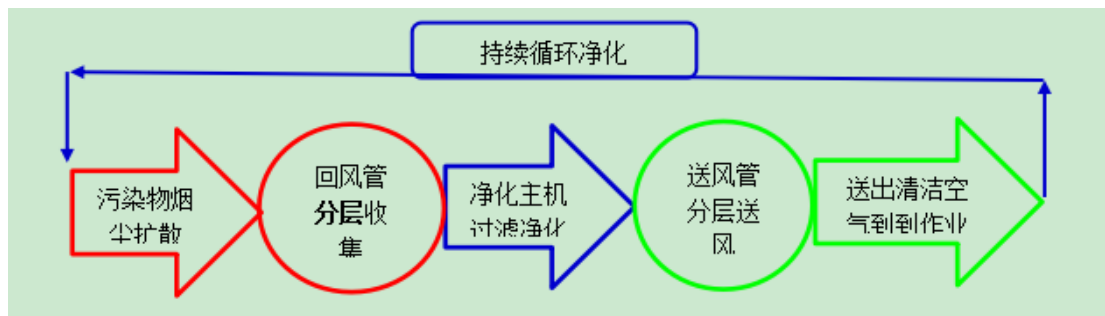 持续循环净化
污染物烟
尘扩散
回风管
分层收
集
净化主机
过滤净化
送风管
分层送
风
送出清洁空
气到到作业